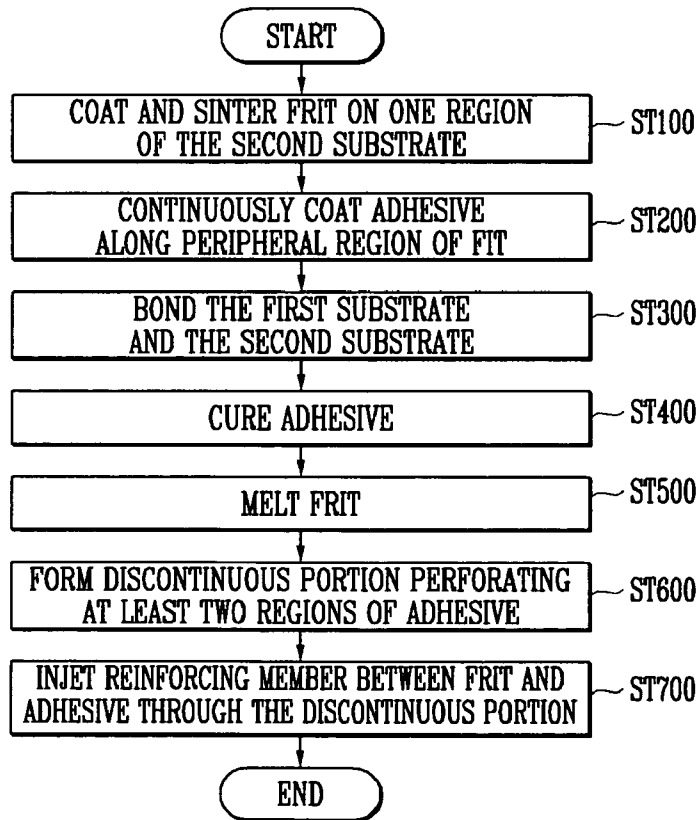 START
COAT AND SINTER FRIT ON ONE REGION
OF THE SECOND SUBSTRATE
ST100
CONTINUOUSLY COAT ADHESIVE
ALONG PERIPHERAL REGION OF FIT
ST200
BOND THE FIRST SUBSTRATE
AND THE SECOND SUBSTRATE
ST300
CURE ADHESIVE
ST400
MELT FRIT
ST500
FORM DISCONTINUOUS PORTION PERFORATING
AT LEAST TWO REGIONS OF ADHESIVE
ST600
INJET REINFORCING MEMBER BETWEEN FRIT AND
ADHESIVE THROUGH THE DISCONTINUOUS PORTION
ST700
END